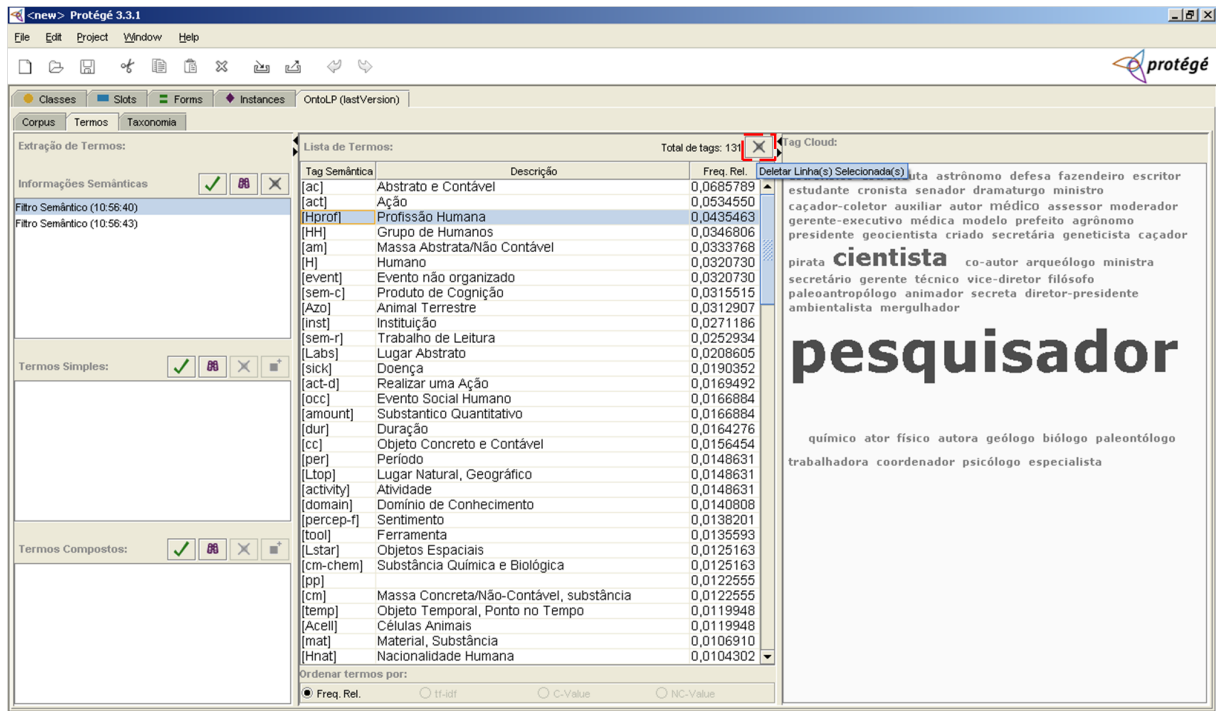 <new> Protégé 3.3.1
File Edit Project Window Help
protégé
Classes Slots Forms Instances OntoLP (lastVersion)
Corpus Termos Taxonomia
Extração de Termos:
Informações Semânticas
Filtro Semântico (10:56:40)
Filtro Semântico (10:56:43)
Termos Simples:
Termos Compostos:
Lista de Termos: Total de tags: 131
Deletar Linha(s) Selecionada(s)
Tag Semântica Descrição Freq. Rel.
[ac] Abstrato e Contável 0,0685789
[act] Ação 0,0534550
[Hprof] Profissão Humana 0,0435463
[HH] Grupo de Humanos 0,0346806
[am] Massa Abstrata/Não Contável 0,0333768
[H] Humano 0,0320730
[event] Evento não organizado 0,0320730
[sem-c] Produto de Cognição 0,0315515
[Azo] Animal Terrestre 0,0312907
[inst] Instituição 0,0271186
[sem-r] Trabalho de Leitura 0,0252934
[Labs] Lugar Abstrato 0,0208605
[sick] Doença 0,0190352
[act-d] Realizar uma Ação 0,0169492
[occ] Evento Social Humano 0,0166884
[amount] Substantico Quantitativo 0,0166884
[dur] Duração 0,0164276
[cc] Objeto Concreto e Contável 0,0156454
[per] Período 0,0148631
[Ltop] Lugar Natural, Geográfico 0,0148631
[activity] Atividade 0,0148631
[domain] Domínio de Conhecimento 0,0140808
[percep-f] Sentimento 0,0138201
[tool] Ferramenta 0,0135593
[Lstar] Objetos Espaciais 0,0125163
[cm-chem] Substância Química e Biológica 0,0125163
[pp] 0,0122555
[cm] Massa Concreta/Não-Contável, substância 0,0122555
[temp] Objeto Temporal, Ponto no Tempo 0,0119948
[Acell] Células Animais 0,0119948
[mat] Material, Substância 0,0106910
[Hnat] Nacionalidade Humana 0,0104302
Ordenar termos por:
Freq. Rel. tf-idf C-Value NC-Value
Tag Cloud:
astrônomo defesa fazendeiro escritor
estudante cronista senador dramaturgo ministro
caçador-coletor auxiliar autor médico assessor moderador
gerente-executivo médica modelo prefeito agrônomo
presidente geocientista criado secretária geneticista caçador
pirata cientista co-autor arqueólogo ministra
secretário gerente técnico vice-diretor filósofo
paleoantropólogo animador secreta diretor-presidente
ambientalista mergulhador
pesquisador
químico ator físico autora geólogo biólogo paleontólogo
trabalhadora coordenador psicólogo especialista